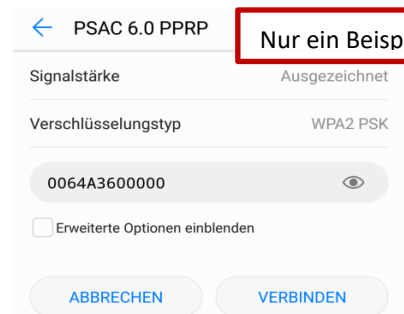 PSAC 6.0 PPRP
Nur ein Beisp
Signalstärke Ausgezeichnet
Verschlüsselungstyp WPA2 PSK
0064A3600000
Erweiterte Optionen einblenden
ABBRECHEN VERBINDEN